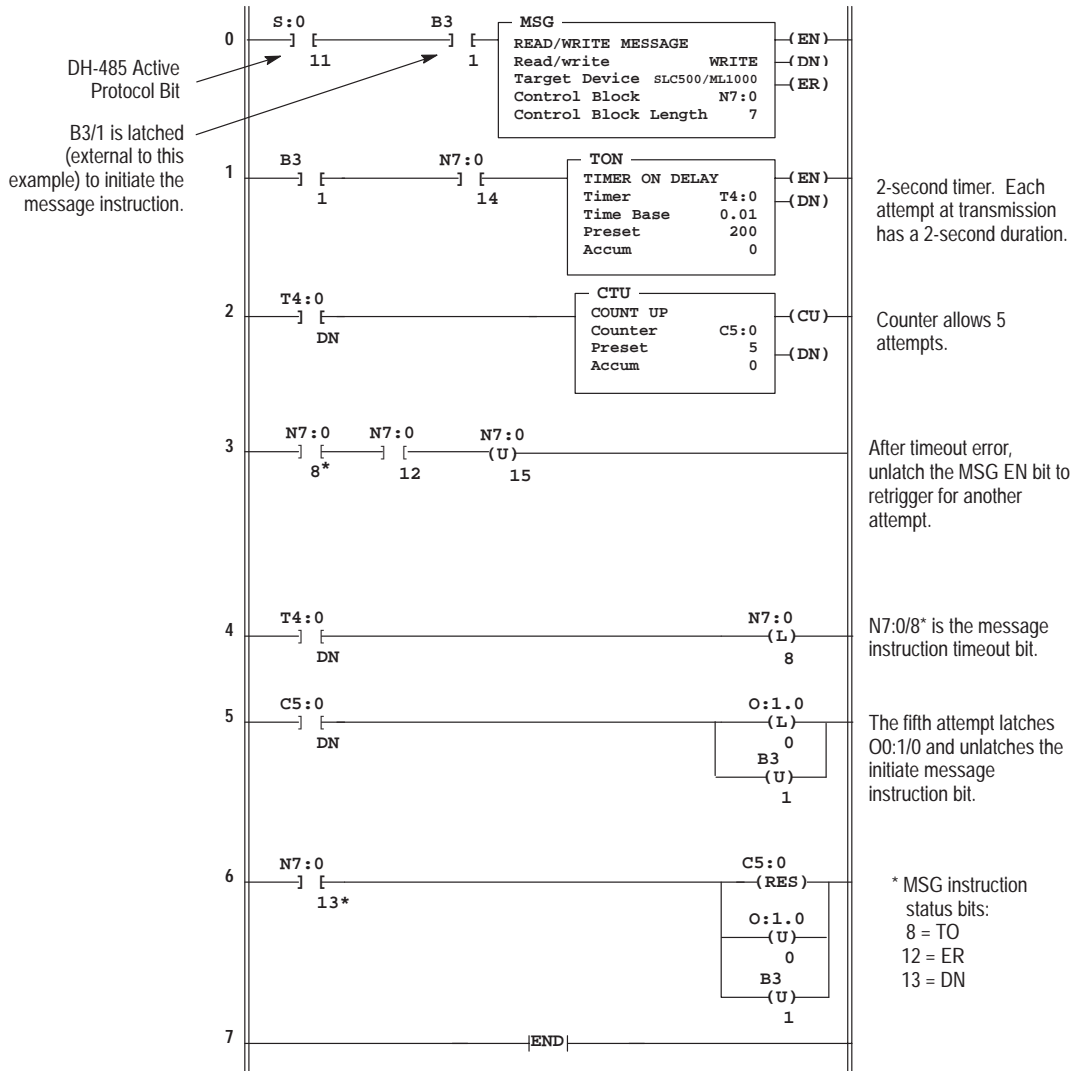 S:0 B3 MSG
0 ] [ ] [ READ/WRITE MESSAGE (EN)
11 1 Read/write WRITE (DN)
Target Device SLC500/ML1000 (ER)
Control Block N7:0
Control Block Length 7
DH-485 Active
Protocol Bit
B3/1 is latched
(external to this
example) to initiate the
message instruction.
B3 N7:0 TON
1 ] [ ] [ TIMER ON DELAY (EN)
1 14 Timer T4:0 (DN)
Time Base 0.01
Preset 200
Accum 0
2-second timer. Each
attempt at transmission
has a 2-second duration.
T4:0 CTU
2 ] [ COUNT UP (CU)
DN Counter C5:0
Preset 5 (DN)
Accum 0
Counter allows 5
attempts.
N7:0 N7:0 N7:0
3 ] [ ] [ (U)
8* 12 15
After timeout error,
unlatch the MSG EN bit to
retrigger for another
attempt.
T4:0 N7:0
4 ] [ (L)
DN 8
N7:0/8* is the message
instruction timeout bit.
C5:0 O:1.0
5 ] [ (L)
DN 0
B3
(U)
1
The fifth attempt latches
O0:1/0 and unlatches the
initiate message
instruction bit.
N7:0 C5:0
6 ] [ (RES)
13*
O:1.0
(U)
0
B3
(U)
1
* MSG instruction
status bits:
8 = TO
12 = ER
13 = DN
7 END